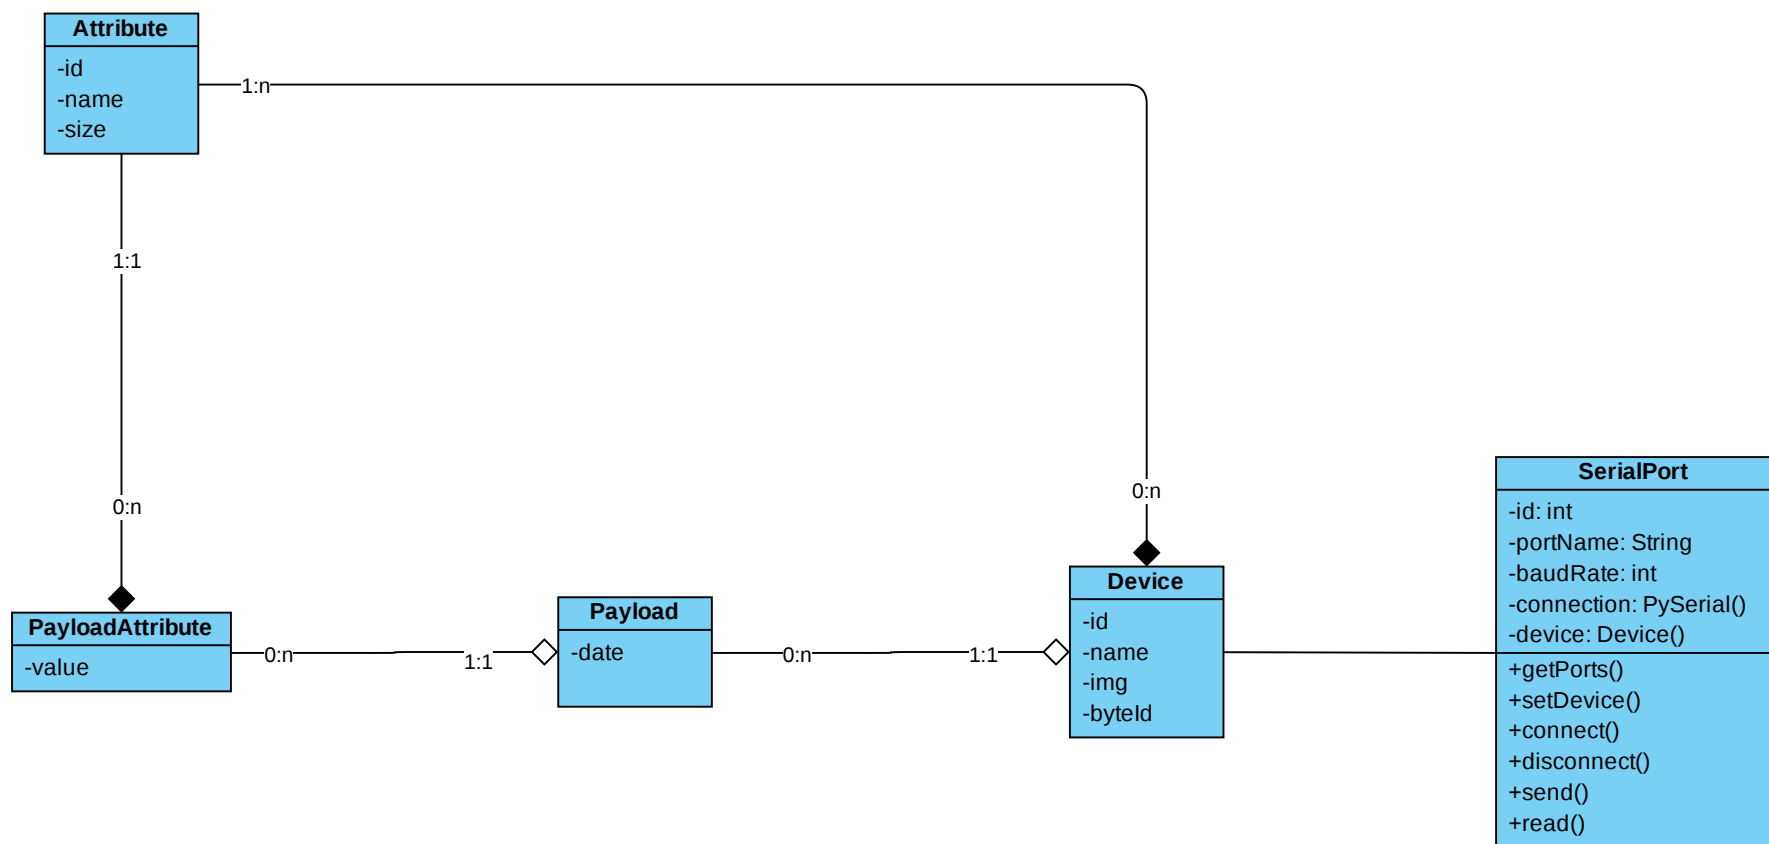 Attribute
-id
-name
-size
1:n
1:1
0:n
0:n
PayloadAttribute
-value
0:n
1:1
Payload
-date
0:n
1:1
Device
-id
-name
-img
-byteId
SerialPort
-id: int
-portName: String
-baudRate: int
-connection: PySerial()
-device: Device()
+getPorts()
+setDevice()
+connect()
+disconnect()
+send()
+read()